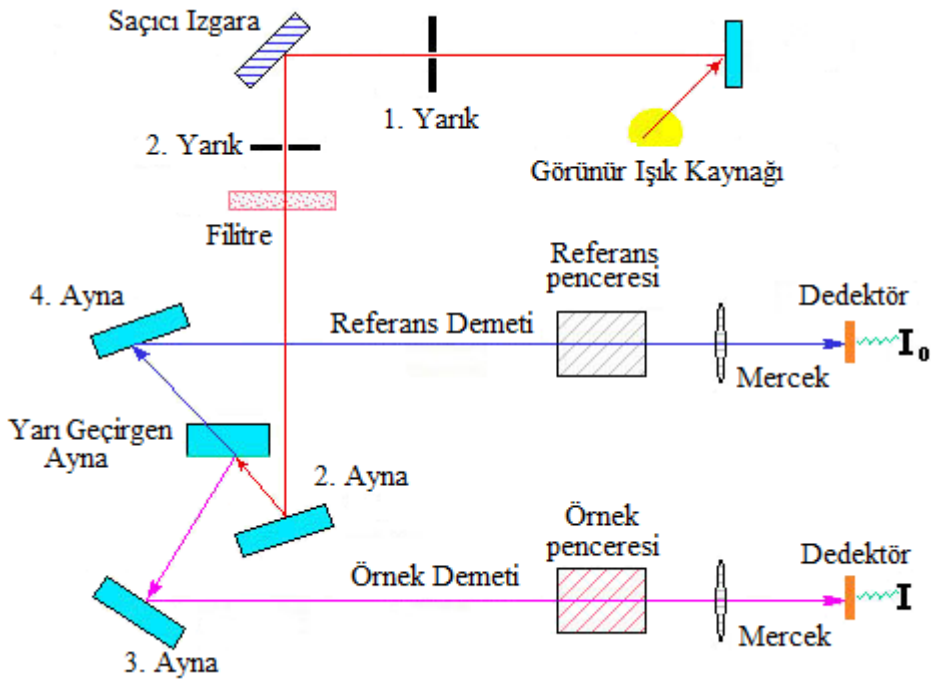 Saçıcı Izgara
1. Yarık
2. Yarık
Görünür Işık Kaynağı
Filitre
Referans
penceresi
4. Ayna
Referans Demeti
Dedektör
I0
Mercek
Yarı Geçirgen
Ayna
2. Ayna
Örnek
penceresi
Örnek Demeti
Dedektör
I
Mercek
3. Ayna